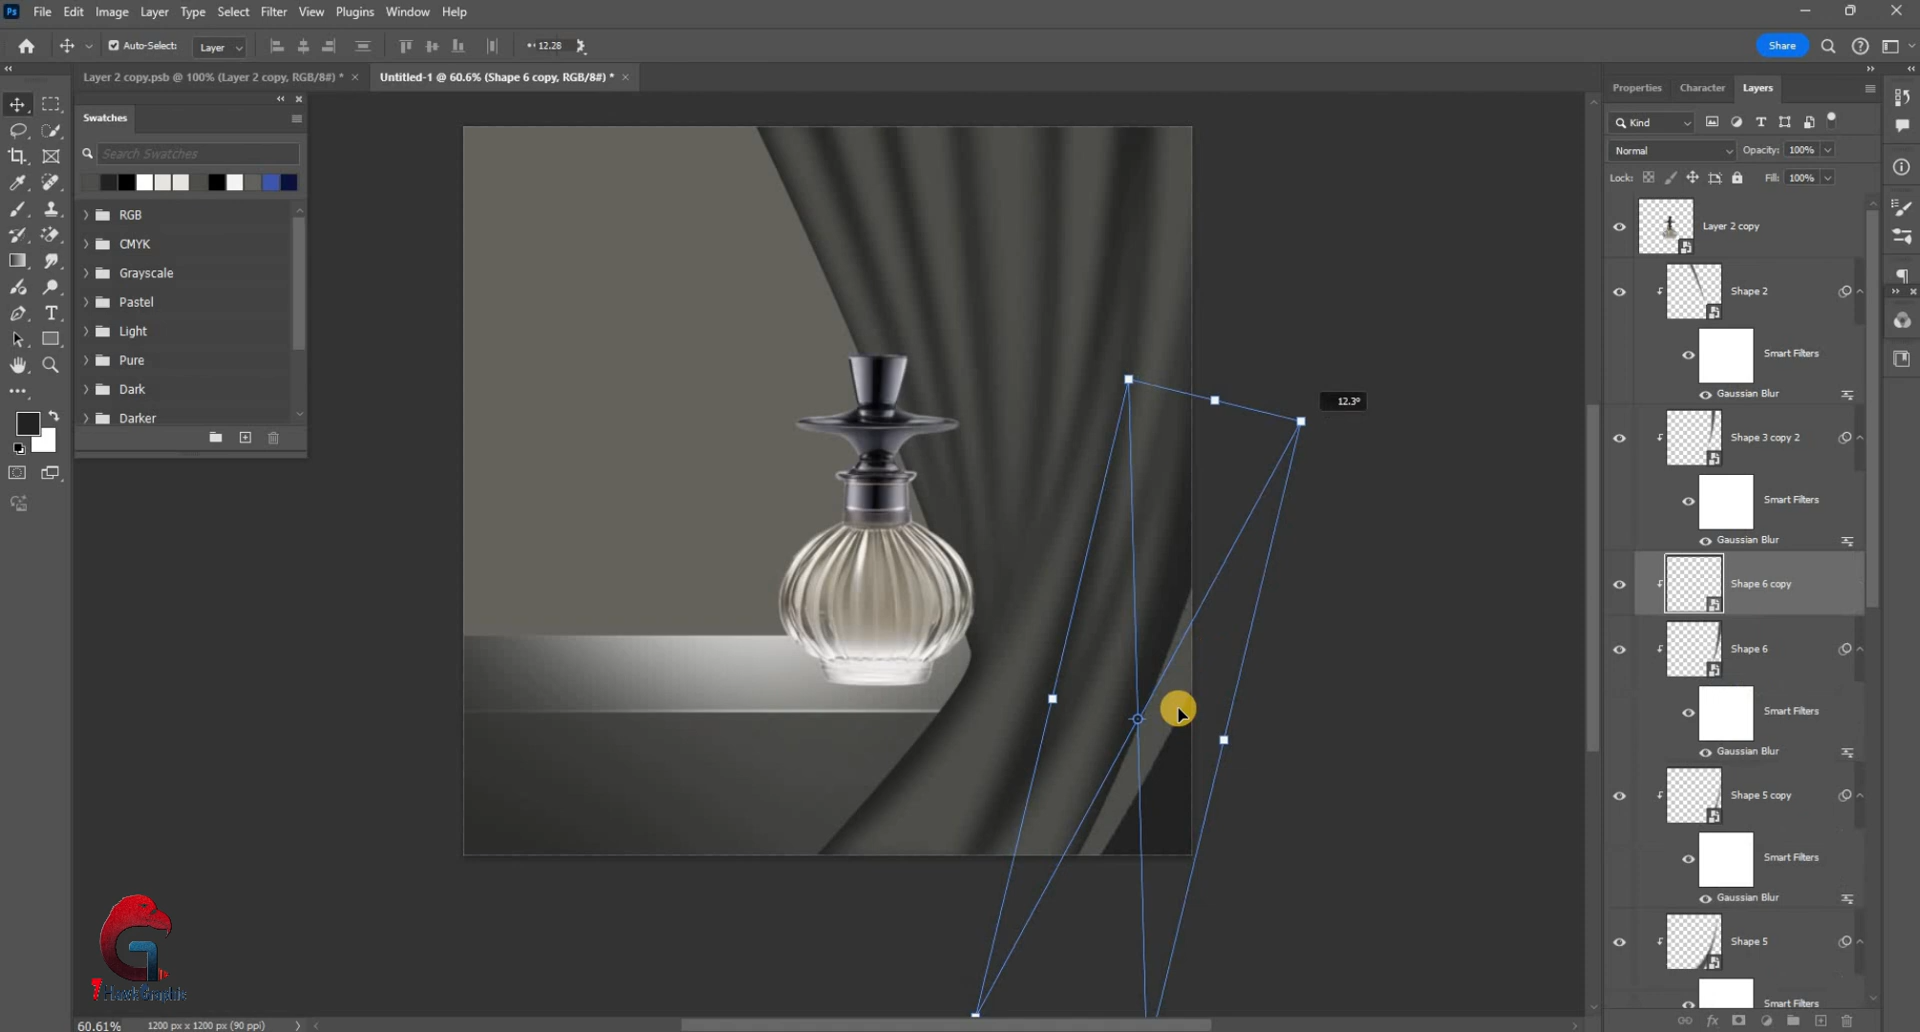 Ps File Edit Image Layer Type Select Filter View Plugins Window Help
Auto-Select: Layer 12.28 Share
Layer 2 copy.psb @ 100% (Layer 2 copy, RGB/8#) * Untitled-1 @ 60.6% (Shape 6 copy, RGB/8#) *
Swatches
Search Swatches
RGB
CMYK
Grayscale
Pastel
Light
Pure
Dark
Darker
12.3°
Properties Character Layers
Kind
Normal Opacity: 100%
Lock: Fill: 100%
Layer 2 copy
Shape 2
Smart Filters
Gaussian Blur
Shape 3 copy 2
Smart Filters
Gaussian Blur
Shape 6 copy
Shape 6
Smart Filters
Gaussian Blur
Shape 5 copy
Smart Filters
Gaussian Blur
Shape 5
Smart Filters
60.61% 1200 px x 1200 px (90 ppi)